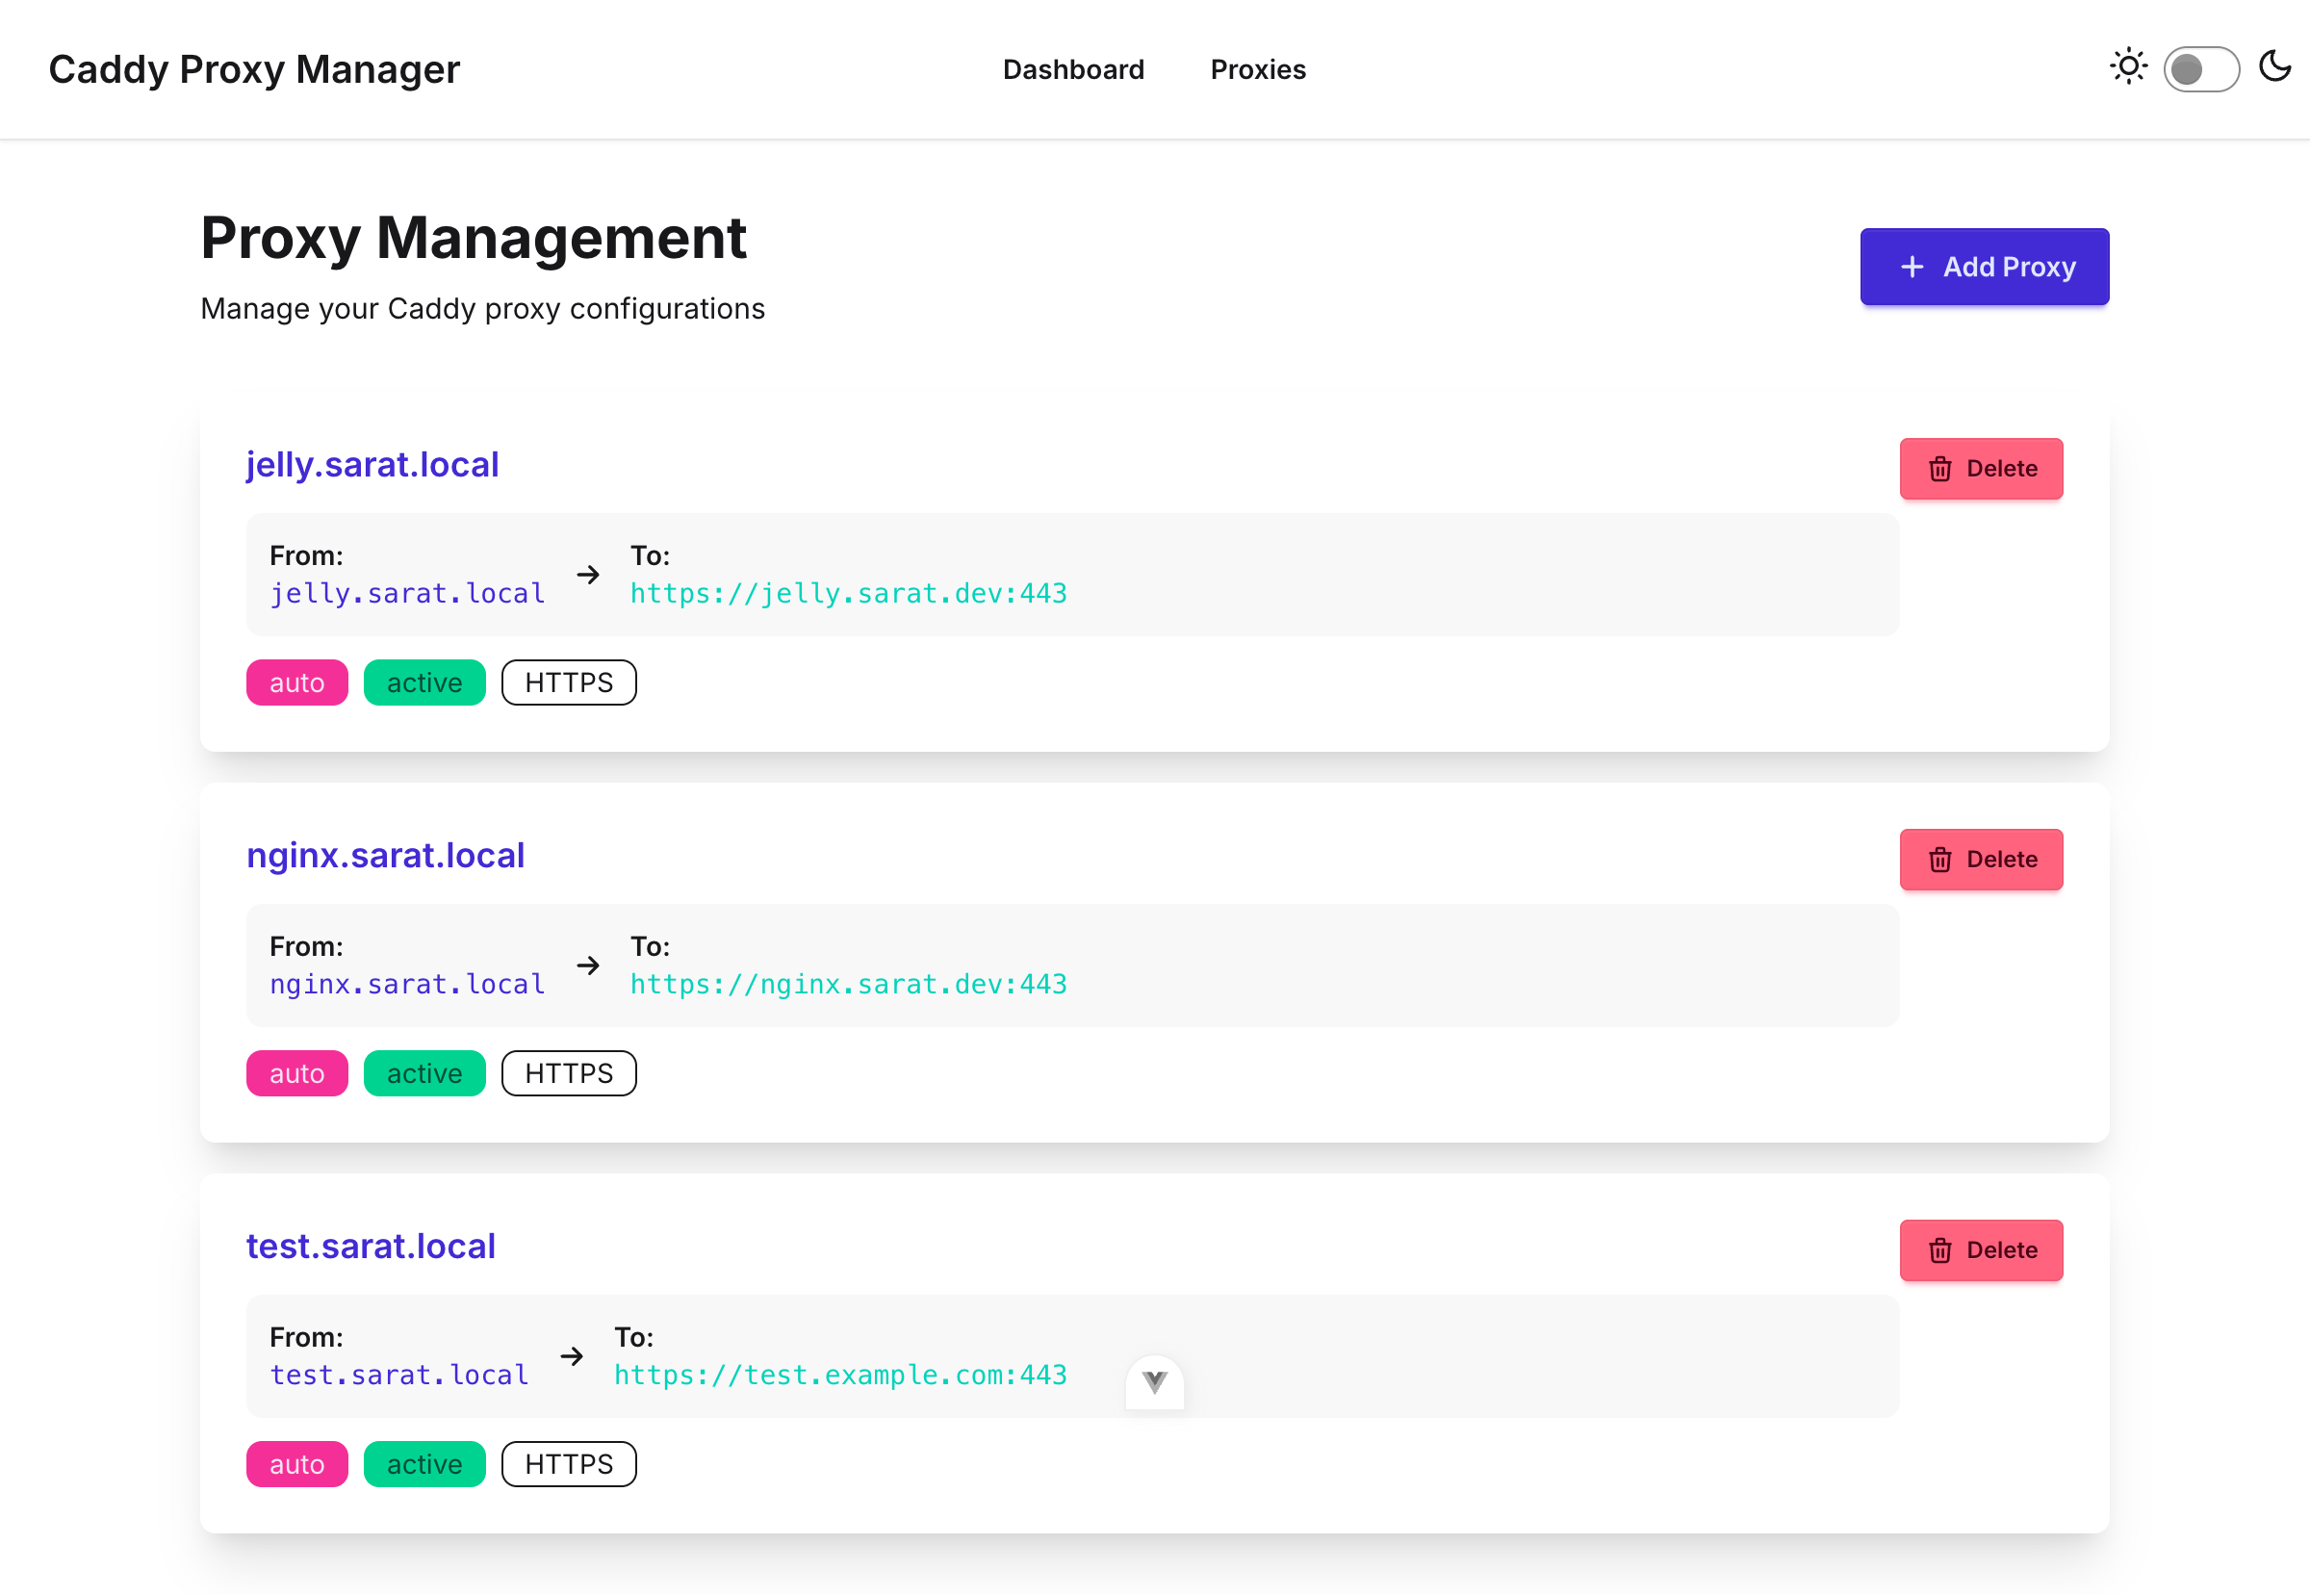 Caddy Proxy Manager
Dashboard
Proxies
Proxy Management
Manage your Caddy proxy configurations
Add Proxy
jelly.sarat.local
Delete
From:
jelly.sarat.local
To:
https://jelly.sarat.dev:443
auto
active
HTTPS
nginx.sarat.local
Delete
From:
nginx.sarat.local
To:
https://nginx.sarat.dev:443
auto
active
HTTPS
test.sarat.local
Delete
From:
test.sarat.local
To:
https://test.example.com:443
auto
active
HTTPS